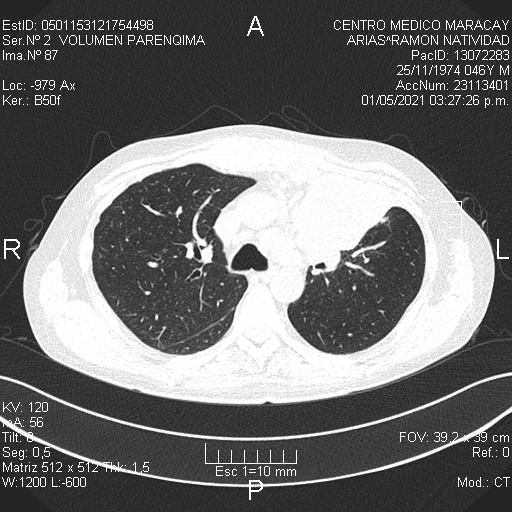 EstID: 0501153121754498
Ser.Nº 2 VOLUMEN PARENQIMA
Ima.Nº 87
Loc: -979 Ax
Ker.: B50f
A
CENTRO MEDICO MARACAY
ARIAS^RAMON NATIVIDAD
PacID: 13072283
25/11/1974 046Y M
AccNum: 23113401
01/05/2021 03:27:26 p.m.
R
L
KV: 120
mA: 56
Tilt: 0
Seg: 0,5
Matriz 512 x 512 Thk: 1,5
W:1200 L:-600
Esc 1=10 mm
P
FOV: 39,2 x 39 cm
Ref.: 0
Mod.: CT